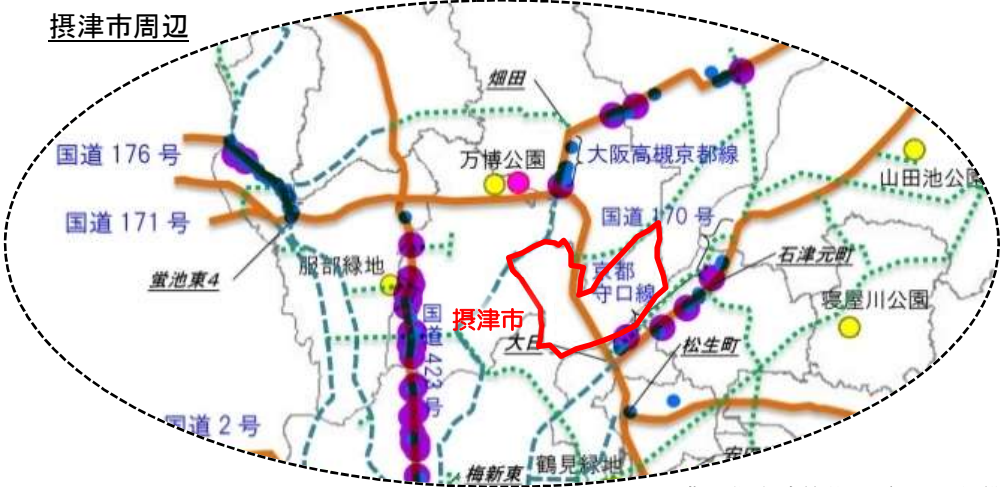 摂津市周辺
畑田
国道 176 号
万博公園
大阪高槻京都線
山田池公園
国道 171 号
国道 170 号
蛍池東4
服部緑地
京都
守口線
石津元町
寝屋川公園
摂津市
国道 423 号
大日
松生町
国道 2 号
梅新東
鶴見緑地